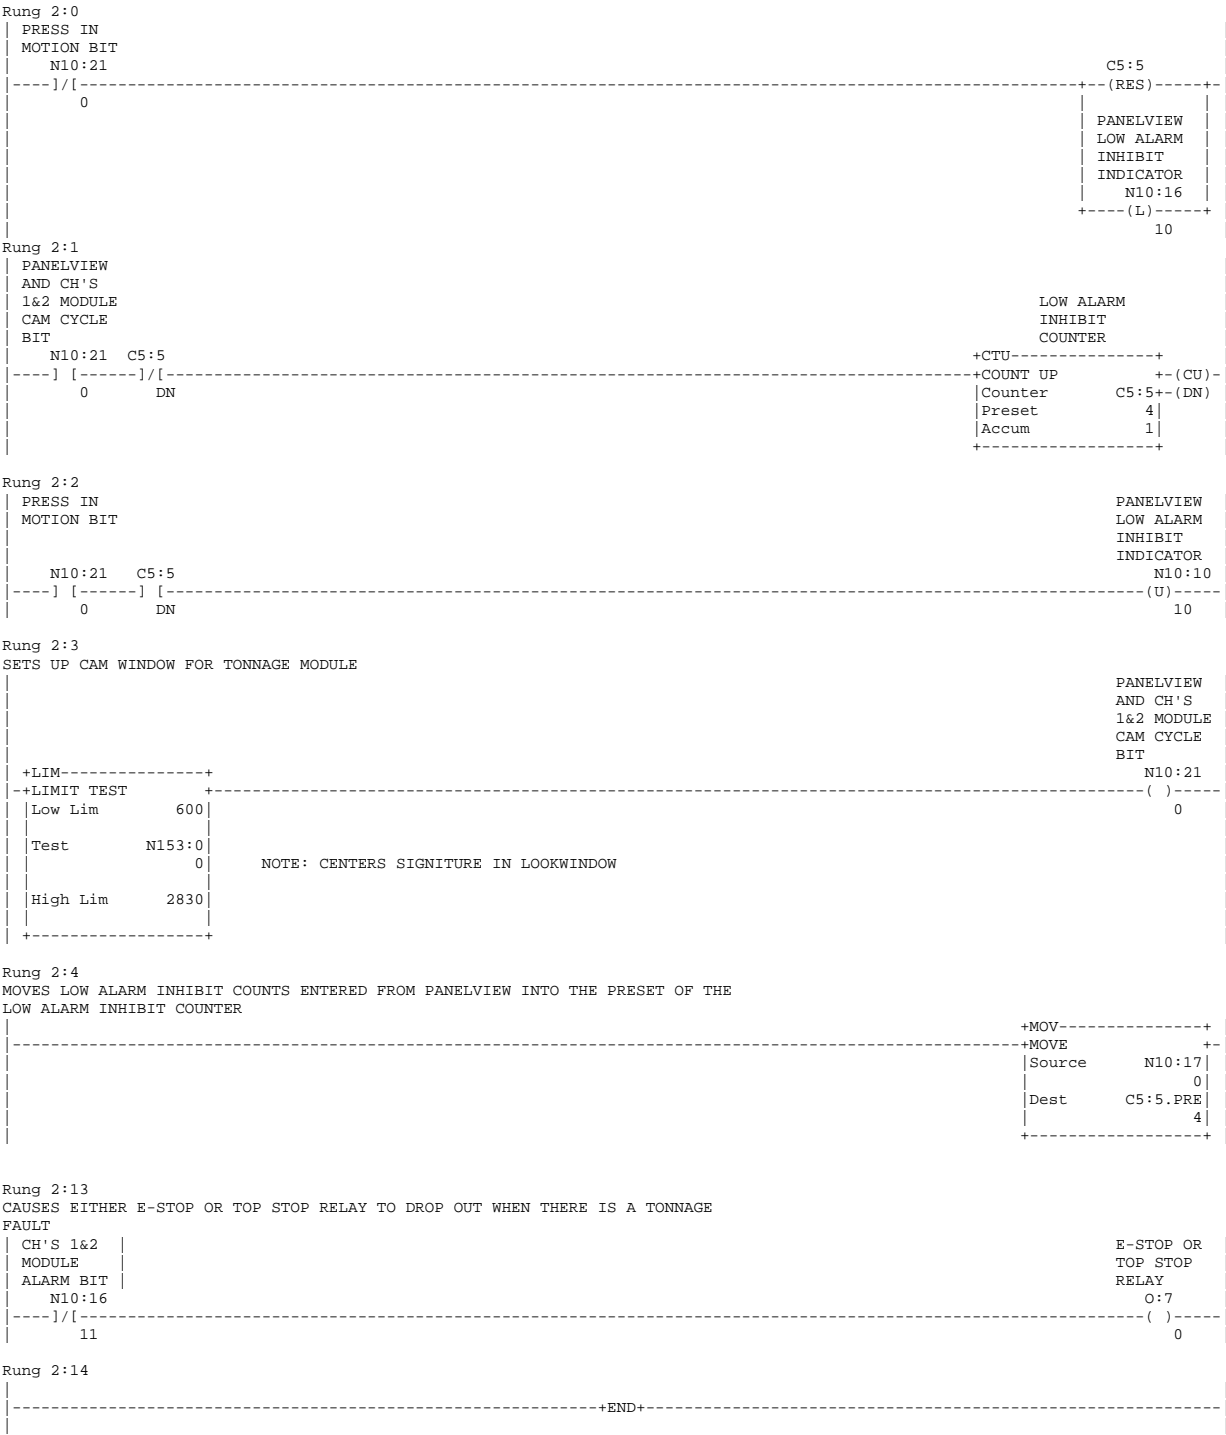 Rung 2:0
| PRESS IN
| MOTION BIT
| N10:21 C5:5
|----]/[--------------------------------------------------------------------------------------------------------+--(RES)-----+-
| 0 | |
| | PANELVIEW |
| | LOW ALARM |
| | INHIBIT |
| | INDICATOR |
| | N10:16 |
| +----(L)-----+
| 10
Rung 2:1
| PANELVIEW
| AND CH'S
| 1&2 MODULE LOW ALARM
| CAM CYCLE INHIBIT
| BIT COUNTER
| N10:21 C5:5 +CTU---------------+
|----] [------]/[------------------------------------------------------------------------------------+COUNT UP +-(CU)-
| 0 DN |Counter C5:5+-(DN)
| |Preset 4|
| |Accum 1|
| +------------------+
Rung 2:2
| PRESS IN PANELVIEW
| MOTION BIT LOW ALARM
| INHIBIT
| INDICATOR
| N10:21 C5:5 N10:10
|----] [------] [------------------------------------------------------------------------------------------------------(U)-----
| 0 DN 10
Rung 2:3
SETS UP CAM WINDOW FOR TONNAGE MODULE
| PANELVIEW
| AND CH'S
| 1&2 MODULE
| CAM CYCLE
| BIT
| +LIM---------------+ N10:21
|-+LIMIT TEST +-------------------------------------------------------------------------------------------------( )-----
| |Low Lim 600| 0
| | |
| |Test N153:0|
| | 0| NOTE: CENTERS SIGNITURE IN LOOKWINDOW
| | |
| |High Lim 2830|
| | |
| +------------------+
Rung 2:4
MOVES LOW ALARM INHIBIT COUNTS ENTERED FROM PANELVIEW INTO THE PRESET OF THE
LOW ALARM INHIBIT COUNTER
| +MOV---------------+
|---------------------------------------------------------------------------------------------------------+MOVE +-
| |Source N10:17|
| | 0|
| |Dest C5:5.PRE|
| | 4|
| +------------------+
Rung 2:13
CAUSES EITHER E-STOP OR TOP STOP RELAY TO DROP OUT WHEN THERE IS A TONNAGE
FAULT
| CH'S 1&2 | E-STOP OR
| MODULE | TOP STOP
| ALARM BIT | RELAY
| N10:16 O:7
|----]/[---------------------------------------------------------------------------------------------------------------( )-----
| 11 0
Rung 2:14
|
|-------------------------------------------------------------+END+------------------------------------------------------------
|